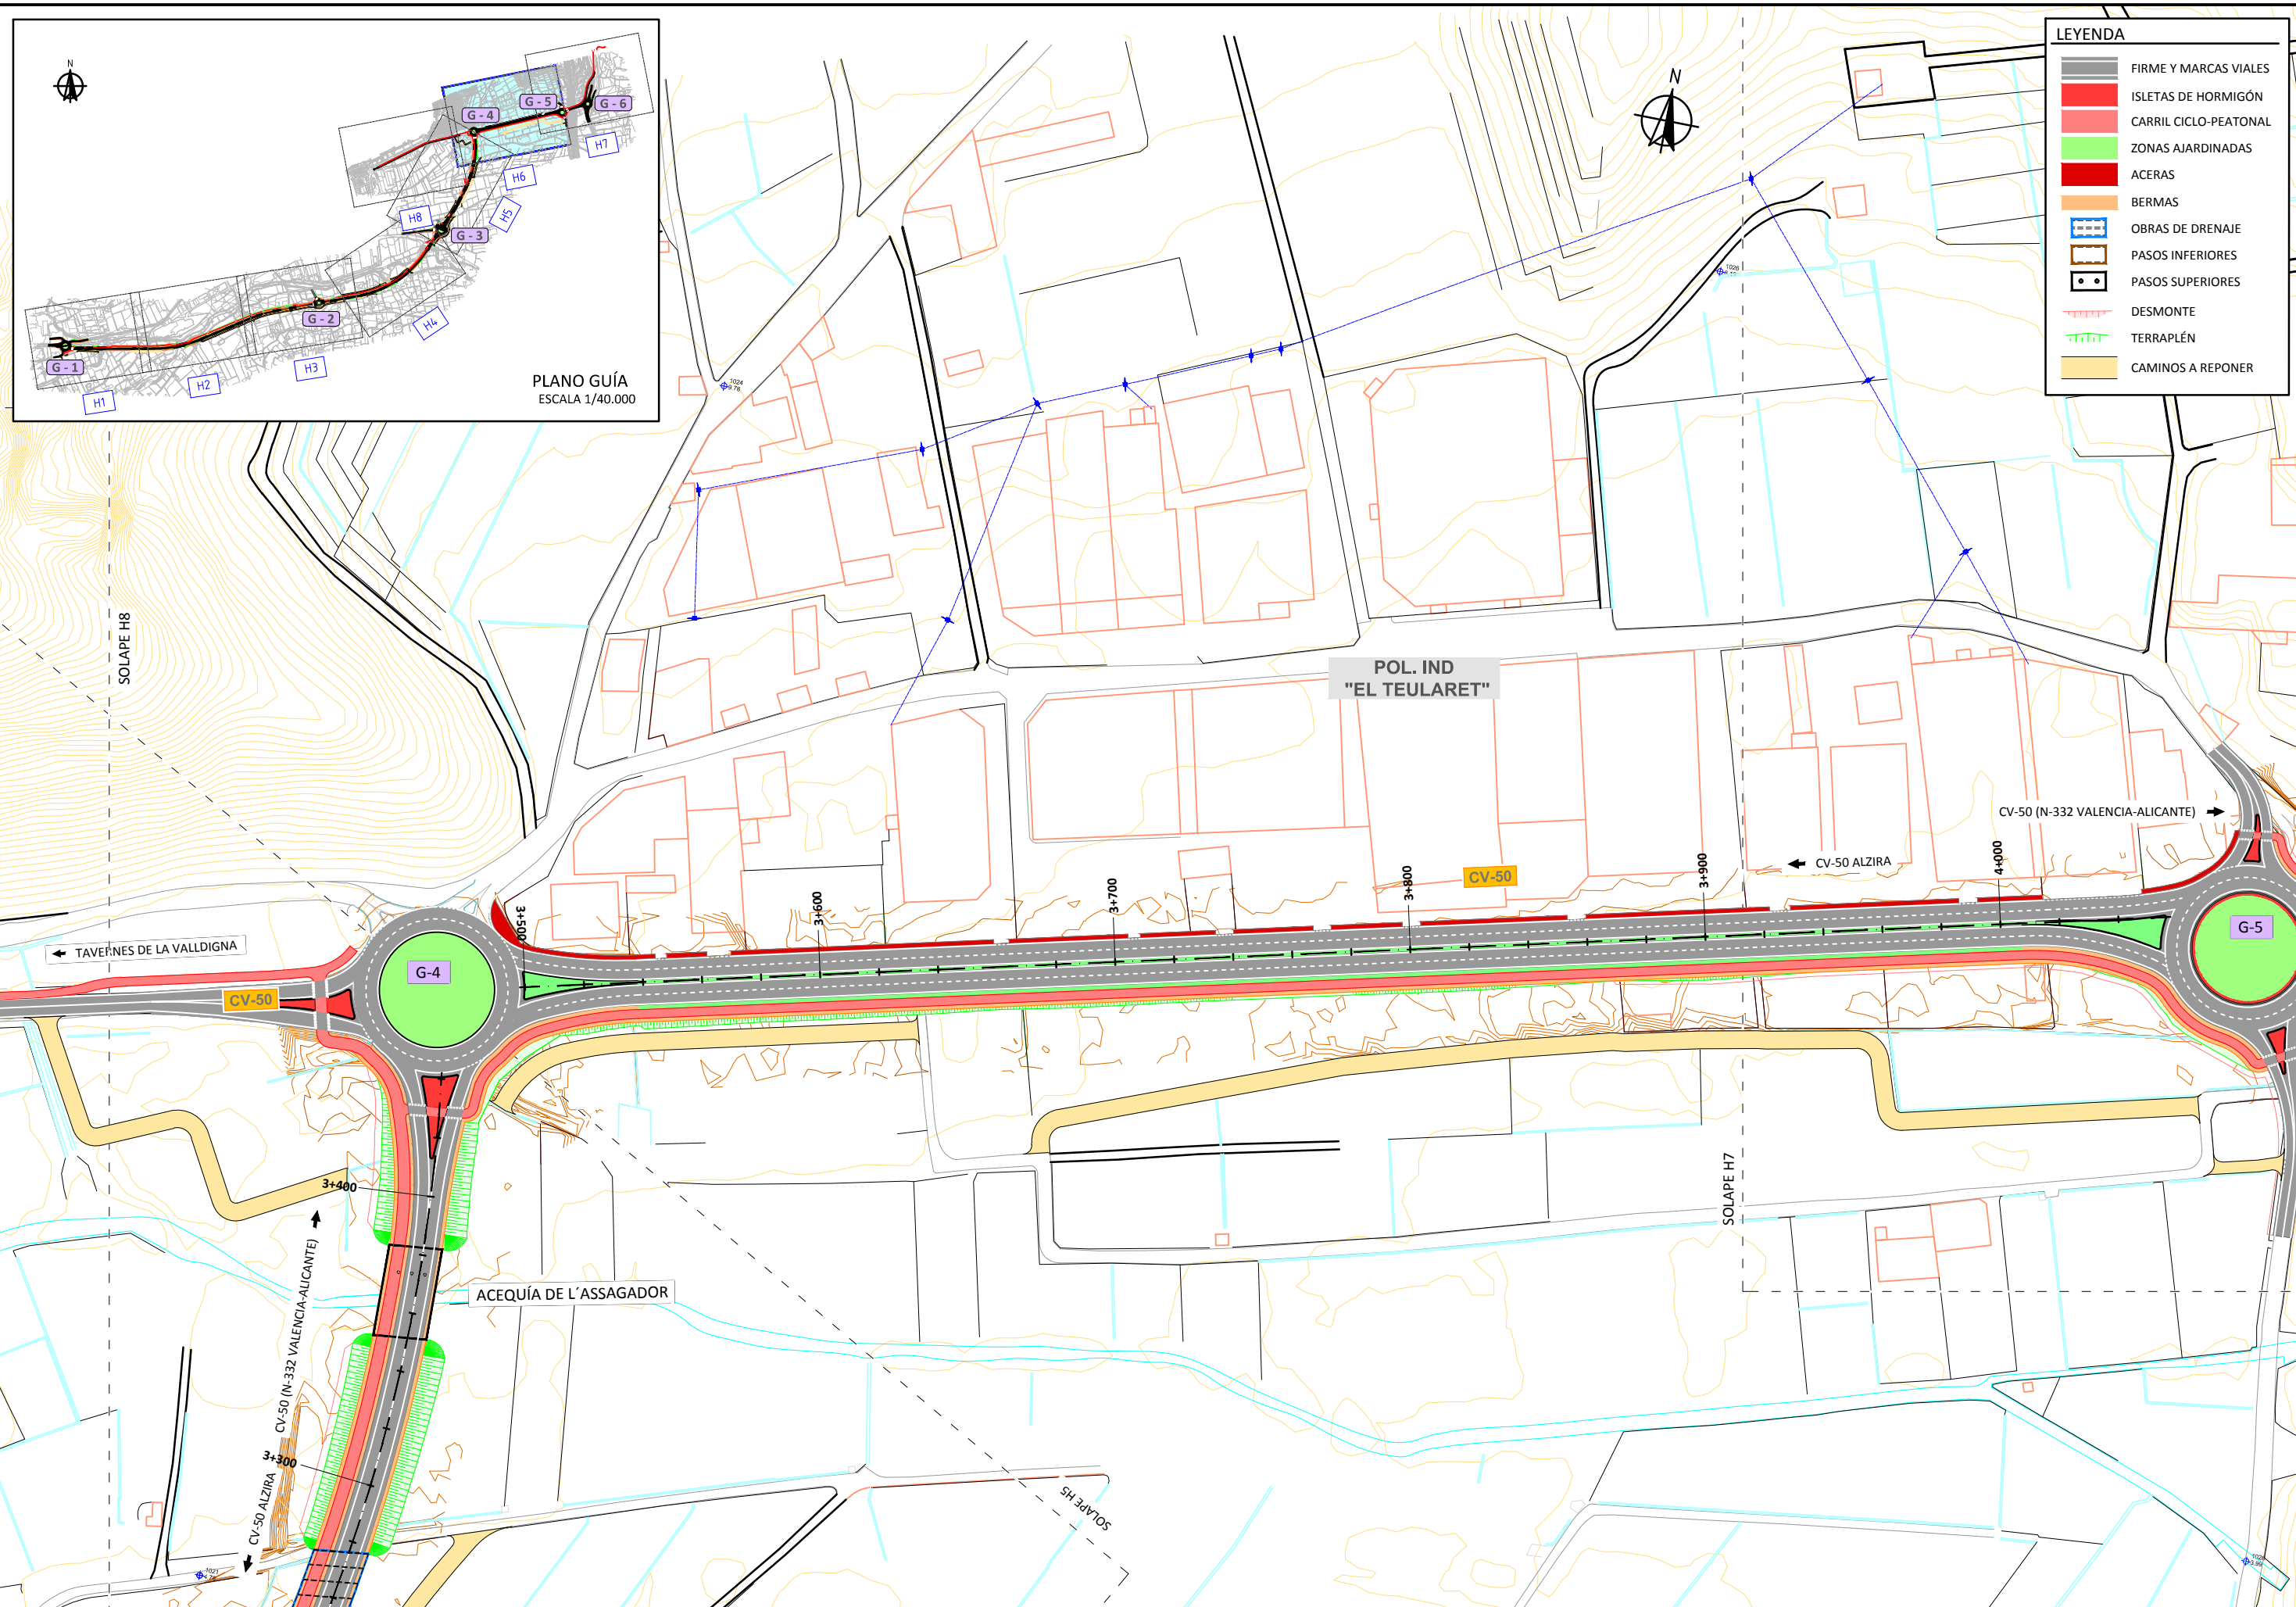 N
G - 5
G - 6
G - 4
H7
H6
H8
H5
G - 3
G - 2
H4
G - 1
H3
H2
H1
PLANO GUÍA
ESCALA 1/40.000
N
LEYENDA
FIRME Y MARCAS VIALES
ISLETAS DE HORMIGÓN
CARRIL CICLO-PEATONAL
ZONAS AJARDINADAS
ACERAS
BERMAS
OBRAS DE DRENAJE
PASOS INFERIORES
PASOS SUPERIORES
DESMONTE
TERRAPLÉN
CAMINOS A REPONER
1024
9.78
1026
SOLAPE H8
POL. IND
"EL TEULARET"
CV-50 (N-332 VALENCIA-ALICANTE)
CV-50 ALZIRA
CV-50
3+500
3+600
3+700
3+800
3+900
4+000
TAVERNES DE LA VALLDIGNA
G-4
G-5
CV-50
3+400
SOLAPE H7
CV-50 (N-332 VALENCIA-ALICANTE)
ACEQUÍA DE L´ASSAGADOR
3+300
CV-50 ALZIRA
SOLAPE H5
1021